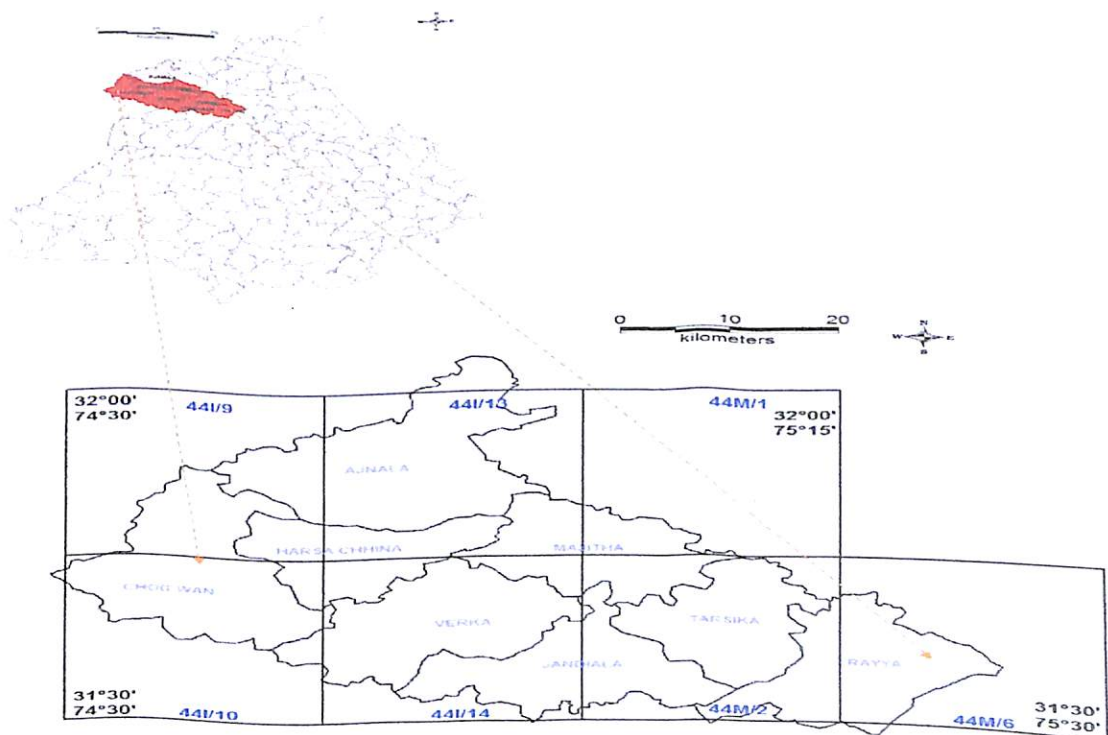 0 10 20
kilometers
N
W E
S
32°00'
74°30'
44I/9
44I/13
44M/1
32°00'
75°15'
AJNALA
HARSA CHHINA
MAJITHA
CHOGWAN
VERKA
TARSIKA
JANDIALA
RAYYA
31°30'
74°30'
44I/10
44I/14
44M/2
44M/6
31°30'
75°30'